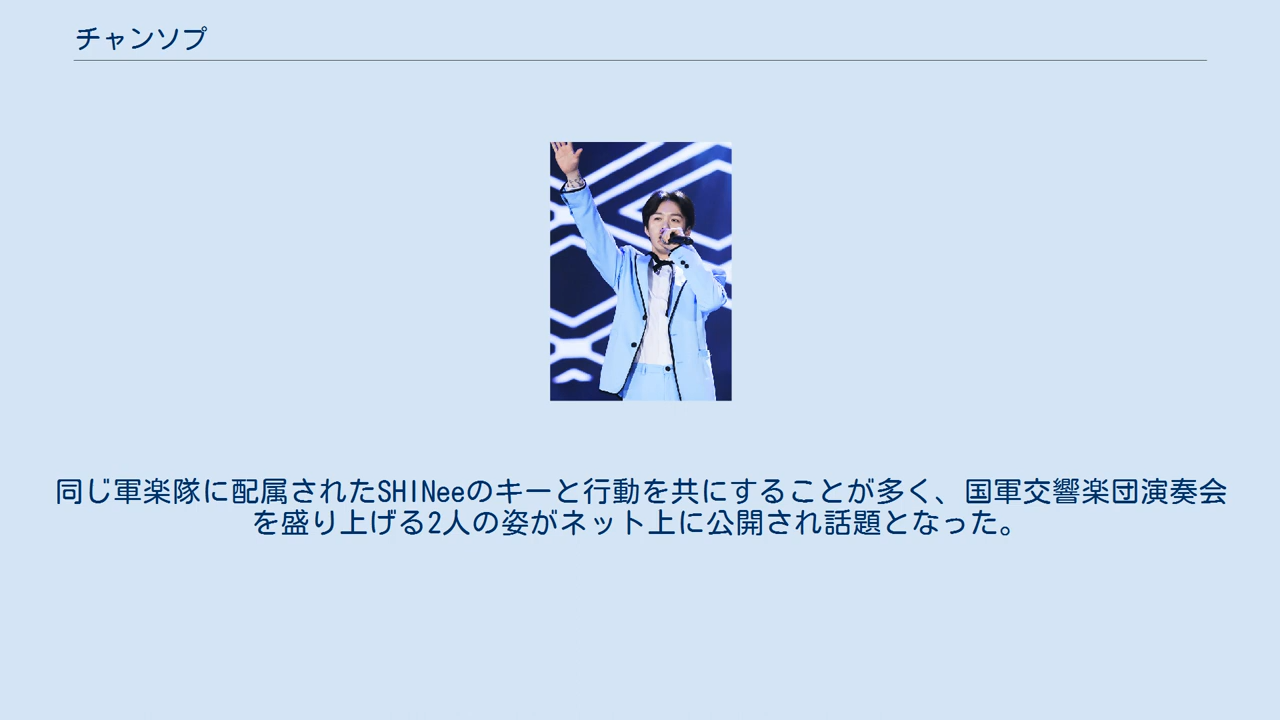 チャンソプ
同じ軍楽隊に配属されたSHINeeのキーと行動を共にすることが多く、国軍交響楽団演奏会
を盛り上げる2人の姿がネット上に公開され話題となった。